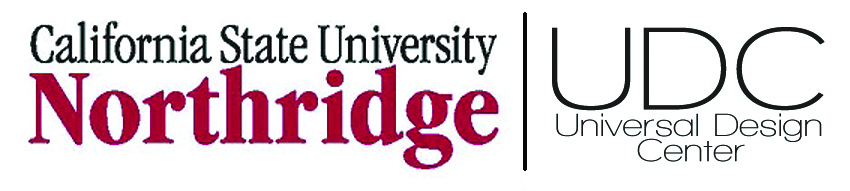 California State University
Northridge
UDC
Universal Design
Center